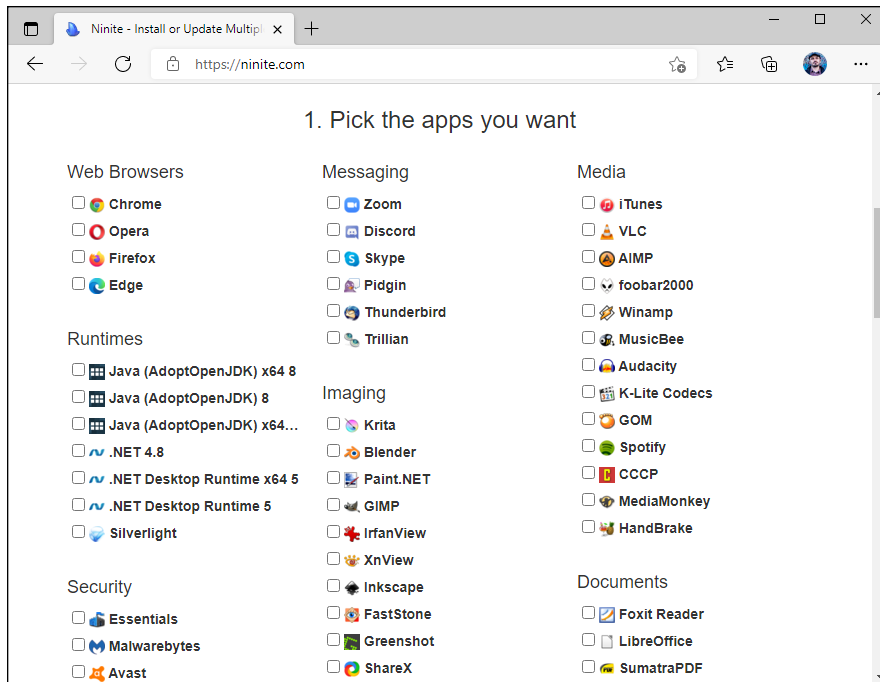 Ninite - Install or Update Multipl
https://ninite.com
1. Pick the apps you want
Web Browsers
Chrome
Opera
Firefox
Edge
Runtimes
Java (AdoptOpenJDK) x64 8
Java (AdoptOpenJDK) 8
Java (AdoptOpenJDK) x64...
.NET 4.8
.NET Desktop Runtime x64 5
.NET Desktop Runtime 5
Silverlight
Security
Essentials
Malwarebytes
Avast
Messaging
Zoom
Discord
Skype
Pidgin
Thunderbird
Trillian
Imaging
Krita
Blender
Paint.NET
GIMP
IrfanView
XnView
Inkscape
FastStone
Greenshot
ShareX
Media
iTunes
VLC
AIMP
foobar2000
Winamp
MusicBee
Audacity
K-Lite Codecs
GOM
Spotify
CCCP
MediaMonkey
HandBrake
Documents
Foxit Reader
LibreOffice
SumatraPDF